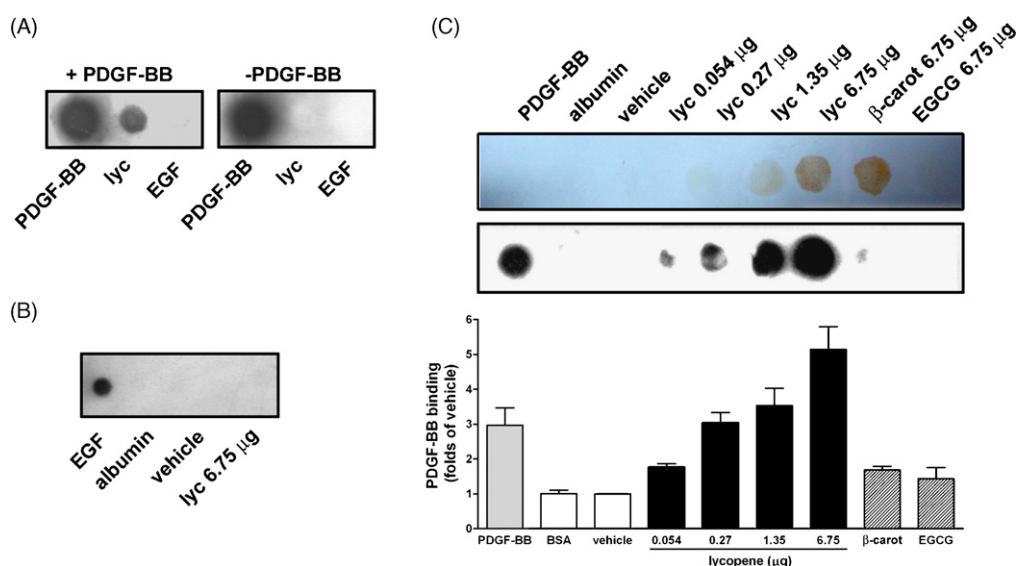 (A)
+ PDGF-BB
-PDGF-BB
PDGF-BB
lyc
EGF
PDGF-BB
lyc
EGF
(B)
EGF
albumin
vehicle
lyc 6.75 µg
(C)
PDGF-BB
albumin
vehicle
lyc 0.054 µg
lyc 0.27 µg
lyc 1.35 µg
lyc 6.75 µg
β-carot 6.75 µg
EGCG 6.75 µg
PDGF-BB binding
(folds of vehicle)
6
5
4
3
2
1
0
PDGF-BB
BSA
vehicle
0.054
0.27
1.35
6.75
β-carot
EGCG
lycopene (µg)